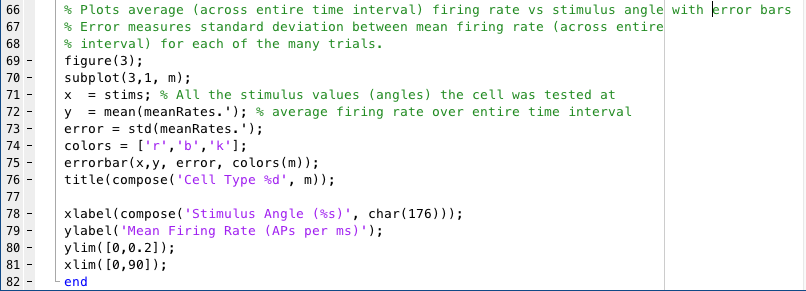 66 % Plots average (across entire time interval) firing rate vs stimulus angle with error bars
67 % Error measures standard deviation between mean firing rate (across entire
68 % interval) for each of the many trials.
69 - figure(3);
70 - subplot(3,1, m);
71 - x  = stims; % All the stimulus values (angles) the cell was tested at
72 - y  = mean(meanRates.'); % average firing rate over entire time interval
73 - error = std(meanRates.');
74 - colors = ['r','b','k'];
75 - errorbar(x,y, error, colors(m));
76 - title(compose('Cell Type %d', m));
77
78 - xlabel(compose('Stimulus Angle (%s)', char(176)));
79 - ylabel('Mean Firing Rate (APs per ms)');
80 - ylim([0,0.2]);
81 - xlim([0,90]);
82 - end